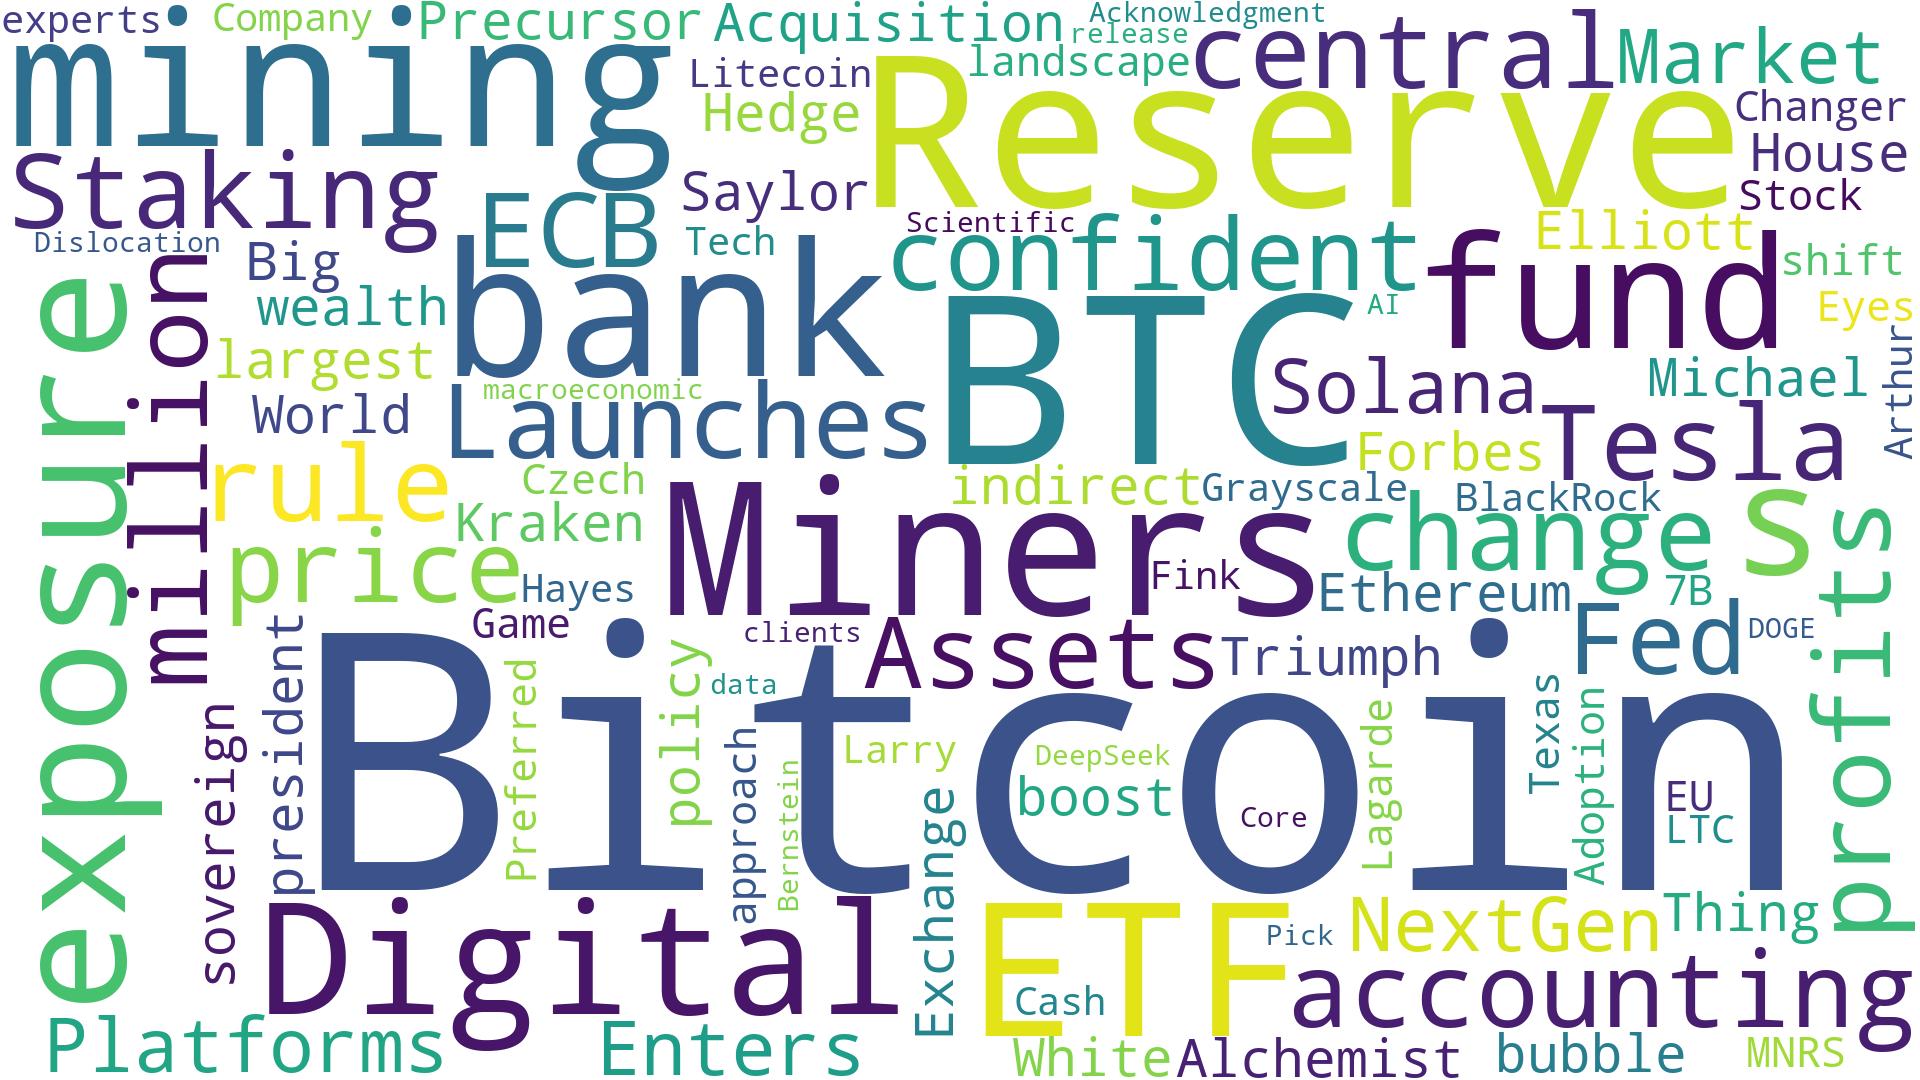 experts
Company
Precursor
Acquisition
Acknowledgment
release
mining
Litecoin
landscape
central
Market
Hedge
Reserve
Changer
House
Staking
ECB
Saylor
Stock
Scientific
Elliott
Dislocation
Big
Tech
confident
fund
shift
wealth
bank
BTC
AI
Eyes
largest
macroeconomic
Solana
Michael
Arthur
exposure
million
World
Launches
Forbes
Tesla
rule
Czech
indirect
Grayscale
BlackRock
Kraken
Miners
change
s
profits
price
Hayes
Fink
Ethereum
7B
Game
clients
Assets
Triumph
Fed
DOGE
president
Bitcoin
policy
data
Preferred
sovereign
approach
Bernstein
Larry
DeepSeek
boost
Exchange
Core
Lagarde
Texas
Adoption
EU
LTC
Digital
ETF
Pick
NextGen
Thing
Cash
accounting
Platforms
Enters
White
Alchemist
bubble
MNRS